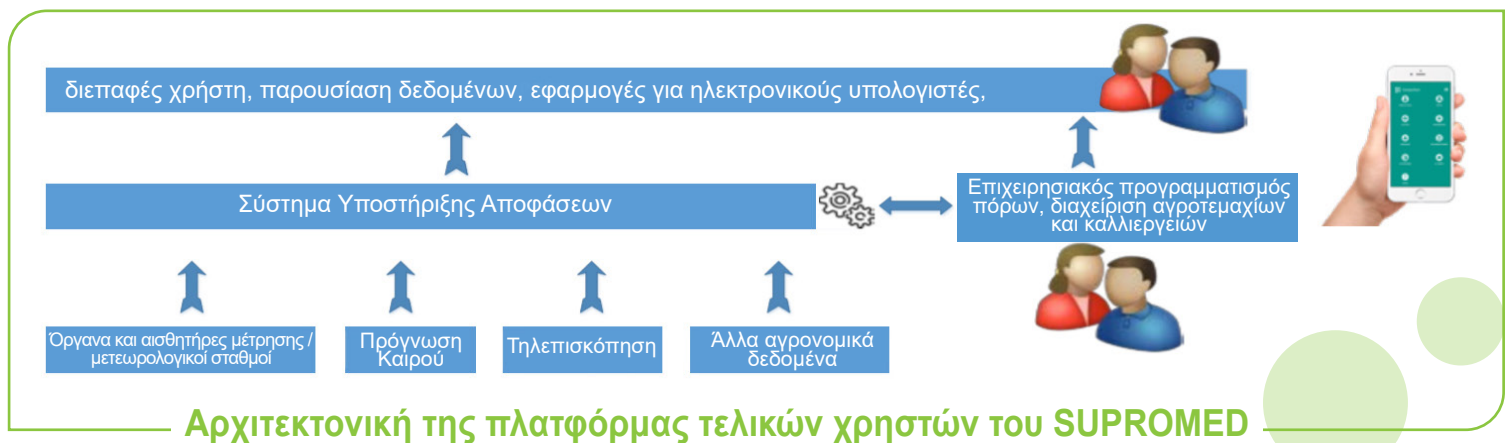 διεπαφές χρήστη, παρουσίαση δεδομένων, εφαρμογές για ηλεκτρονικούς υπολογιστές,
Σύστημα Υποστήριξης Αποφάσεων
Επιχειρησιακός προγραμματισμός
πόρων, διαχείριση αγροτεμαχίων
και καλλιεργειών
Όργανα και αισθητήρες μέτρησης /
μετεωρολογικοί σταθμοί
Πρόγνωση
Καιρού
Τηλεπισκόπηση
Άλλα αγρονομικά
δεδομένα
Αρχιτεκτονική της πλατφόρμας τελικών χρηστών του SUPROMED